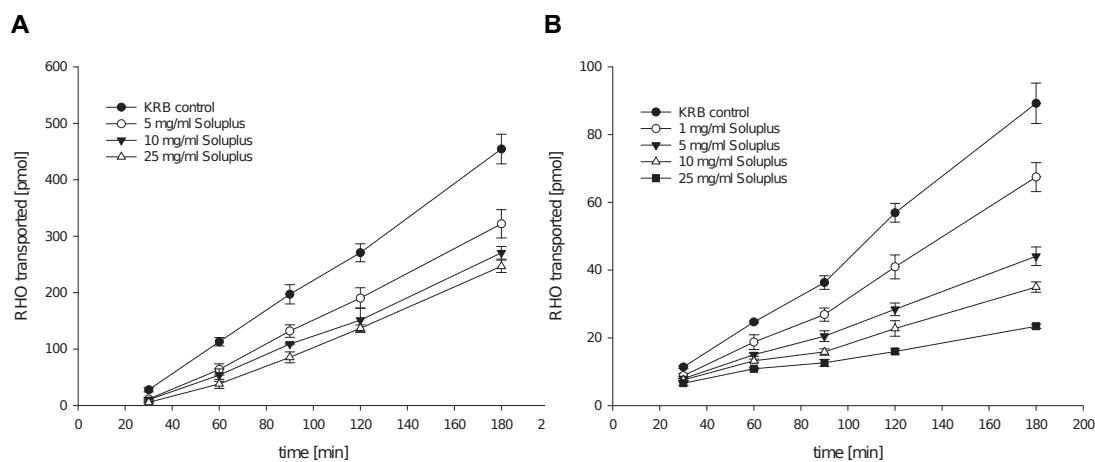 A
B
600
500
400
300
200
100
0
RHO transported [pmol]
KRB control
5 mg/ml Soluplus
10 mg/ml Soluplus
25 mg/ml Soluplus
0 20 40 60 80 100 120 140 160 180 2
time [min]
100
80
60
40
20
0
RHO transported [pmol]
KRB control
1 mg/ml Soluplus
5 mg/ml Soluplus
10 mg/ml Soluplus
25 mg/ml Soluplus
0 20 40 60 80 100 120 140 160 180 200
time [min]